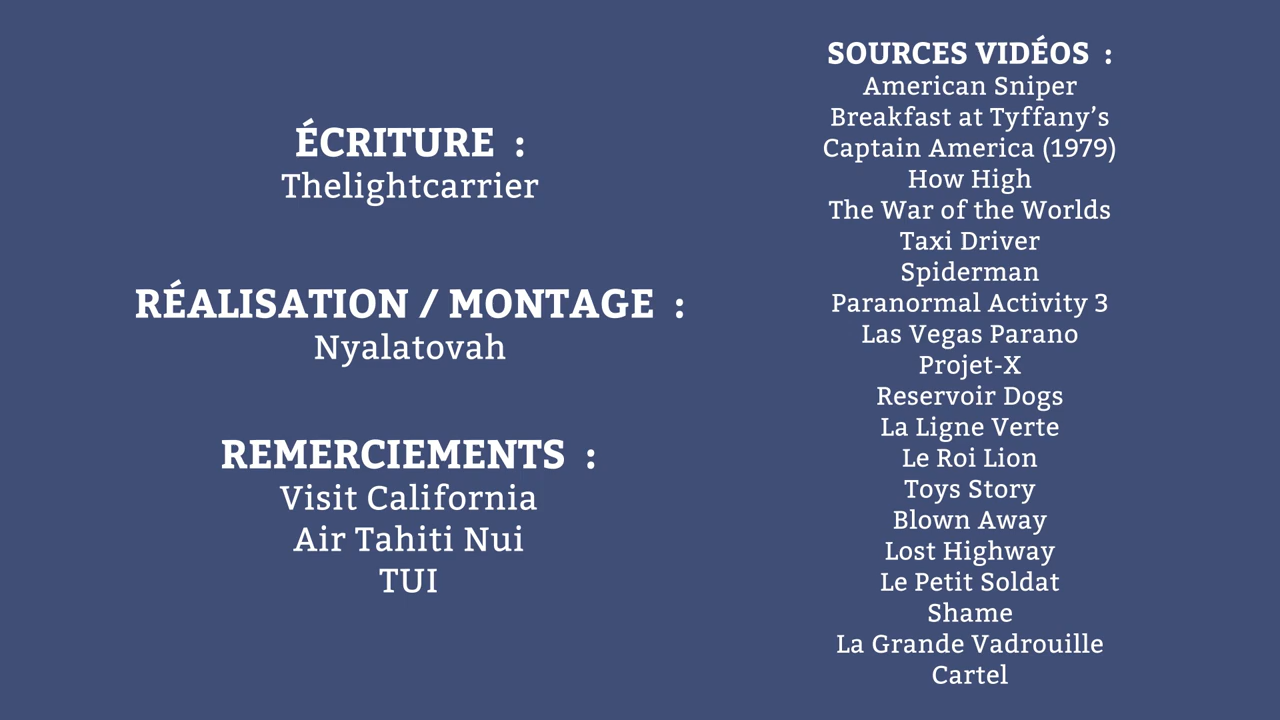 ÉCRITURE :
Thelightcarrier
RÉALISATION / MONTAGE :
Nyalatovah
REMERCIEMENTS :
Visit California
Air Tahiti Nui
TUI
SOURCES VIDÉOS :
American Sniper
Breakfast at Tyffany’s
Captain America (1979)
How High
The War of the Worlds
Taxi Driver
Spiderman
Paranormal Activity 3
Las Vegas Parano
Projet-X
Reservoir Dogs
La Ligne Verte
Le Roi Lion
Toys Story
Blown Away
Lost Highway
Le Petit Soldat
Shame
La Grande Vadrouille
Cartel